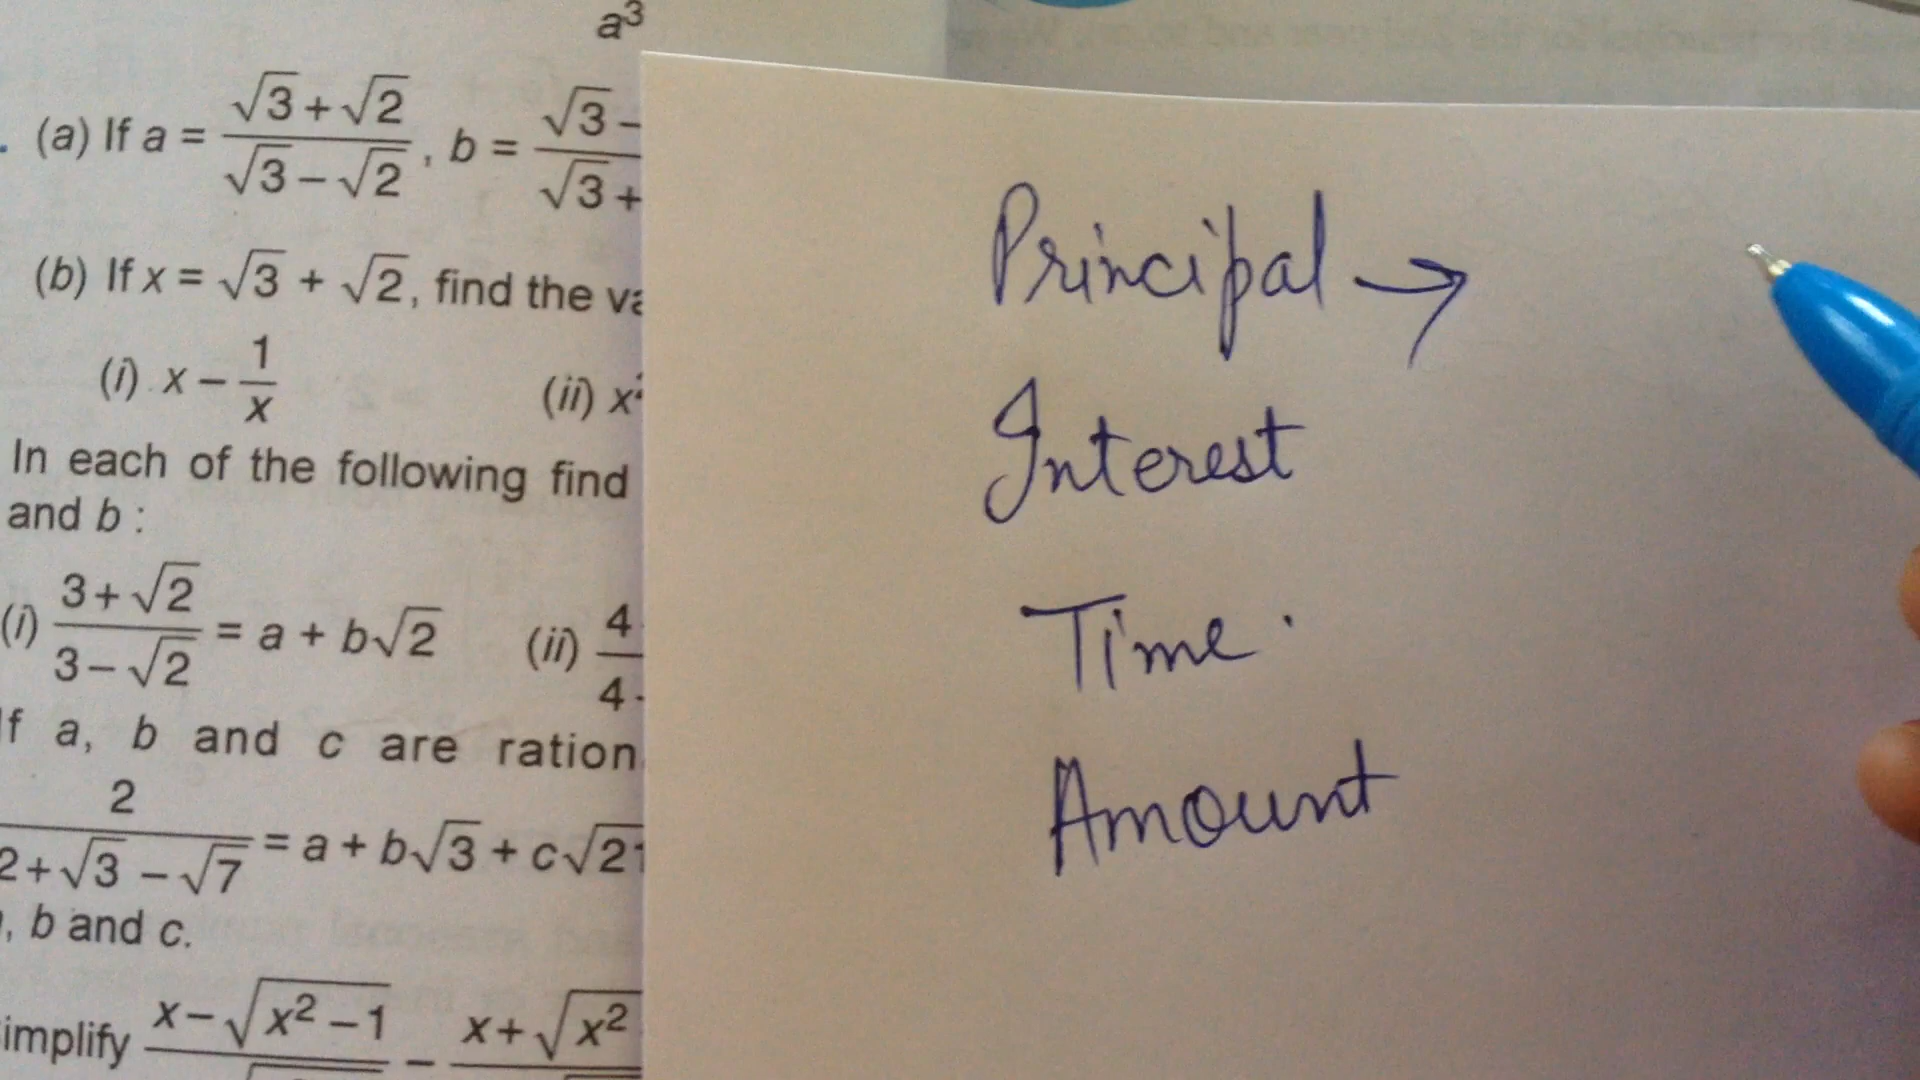 a³
(a) If a = (√3 + √2)/(√3 − √2), b = (√3 −)/(√3 +
(b) If x = √3 + √2, find the
(i) x − 1/x (ii) x
In each of the following find
and b :
(i) (3 + √2)/(3 − √2) = a + b√2 (ii) 4/4
If a, b and c are ration
2/(2 + √3 − √7) = a + b√3 + c√2
, b and c.
implify (x − √(x² − 1)) − (x + √x²
Principal →
Interest
Time .
Amount